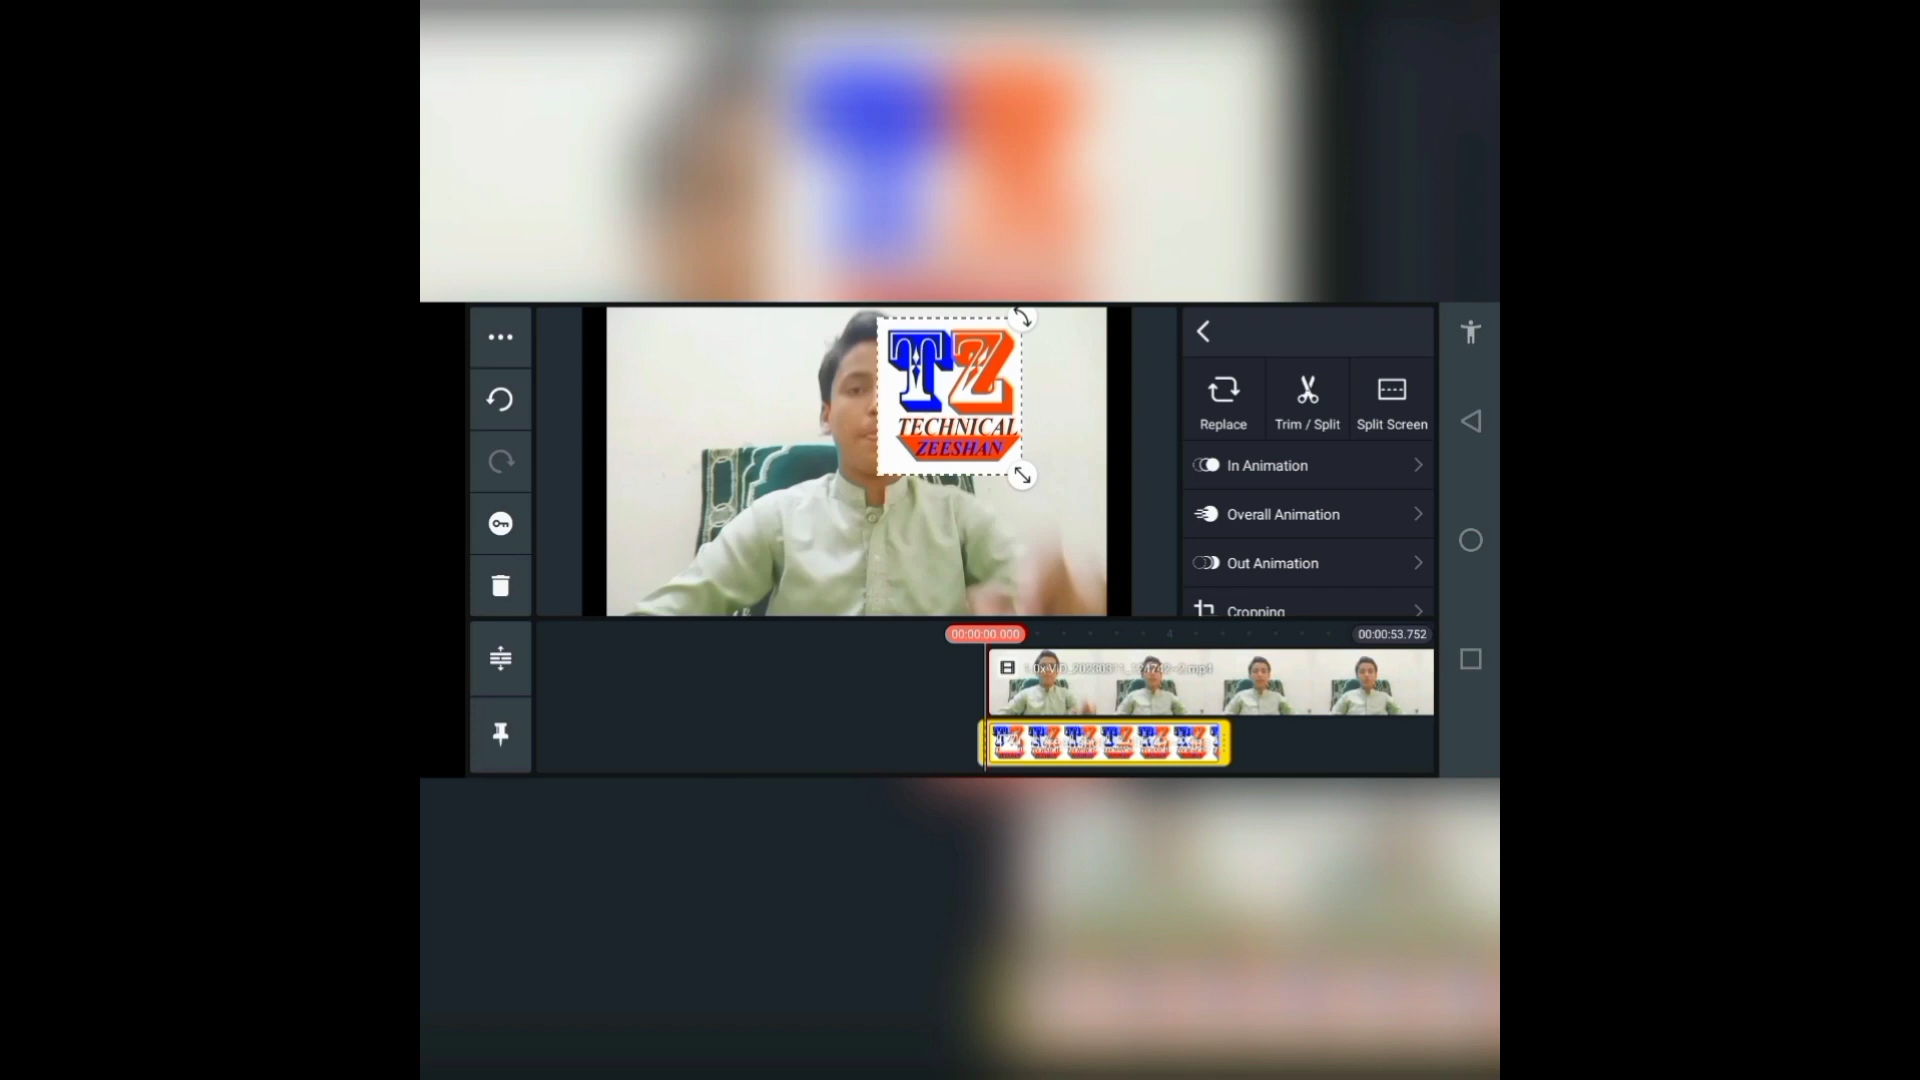 TZ
TECHNICAL
ZEESHAN
Replace
Trim / Split
Split Screen
In Animation
Overall Animation
Out Animation
Cropping
00:00:00.000
4
00:00:53.752